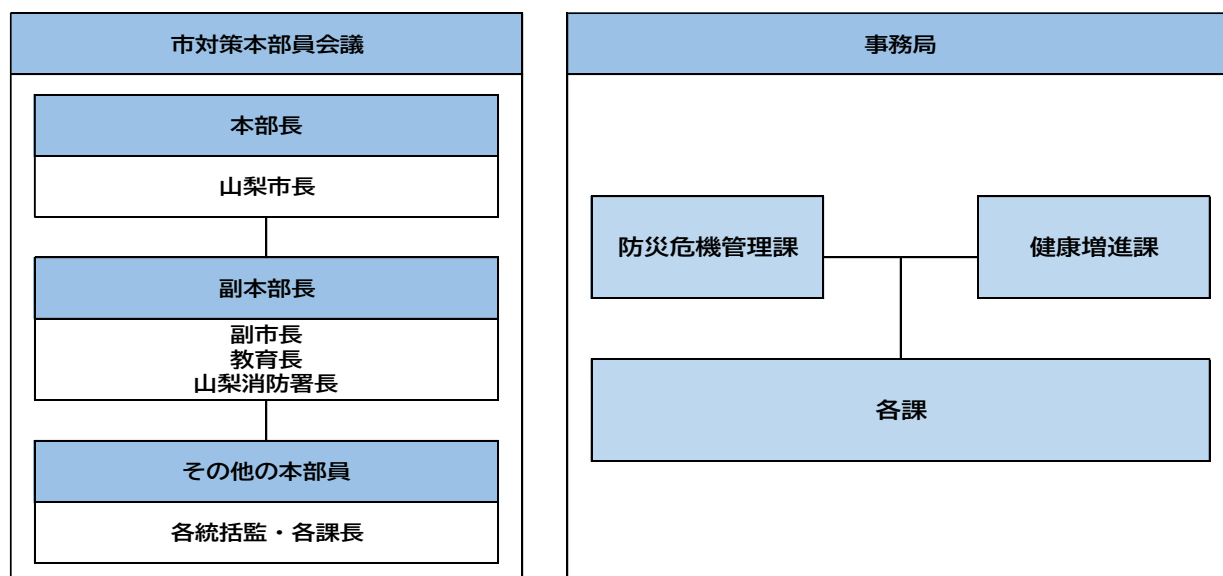 市対策本部員会議
本部長
山梨市長
副本部長
副市長
教育長
山梨消防署長
その他の本部員
各統括監・各課長
事務局
防災危機管理課
健康増進課
各課